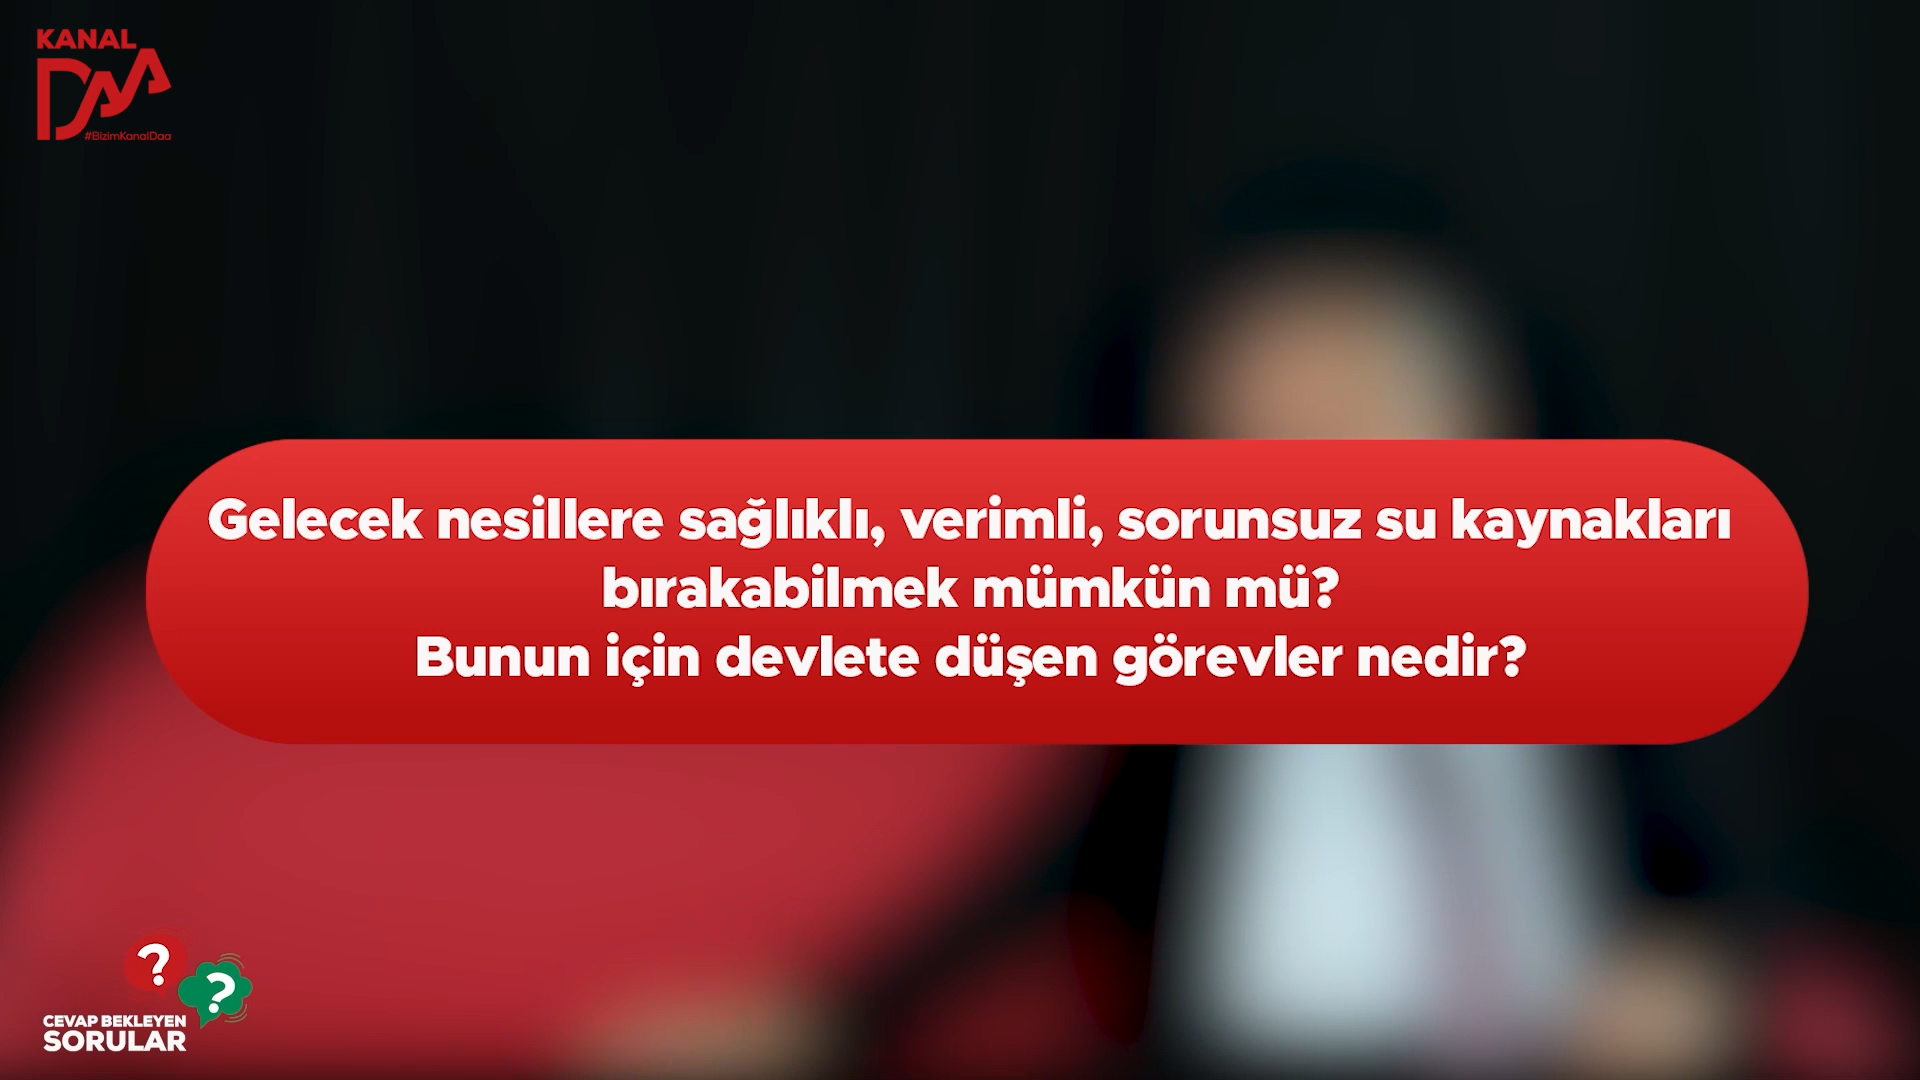 KANAL
DAA
#BizimKanalDaa
Gelecek nesillere sağlıklı, verimli, sorunsuz su kaynakları
bırakabilmek mümkün mü?
Bunun için devlete düşen görevler nedir?
? ?
CEVAP BEKLEYEN
SORULAR